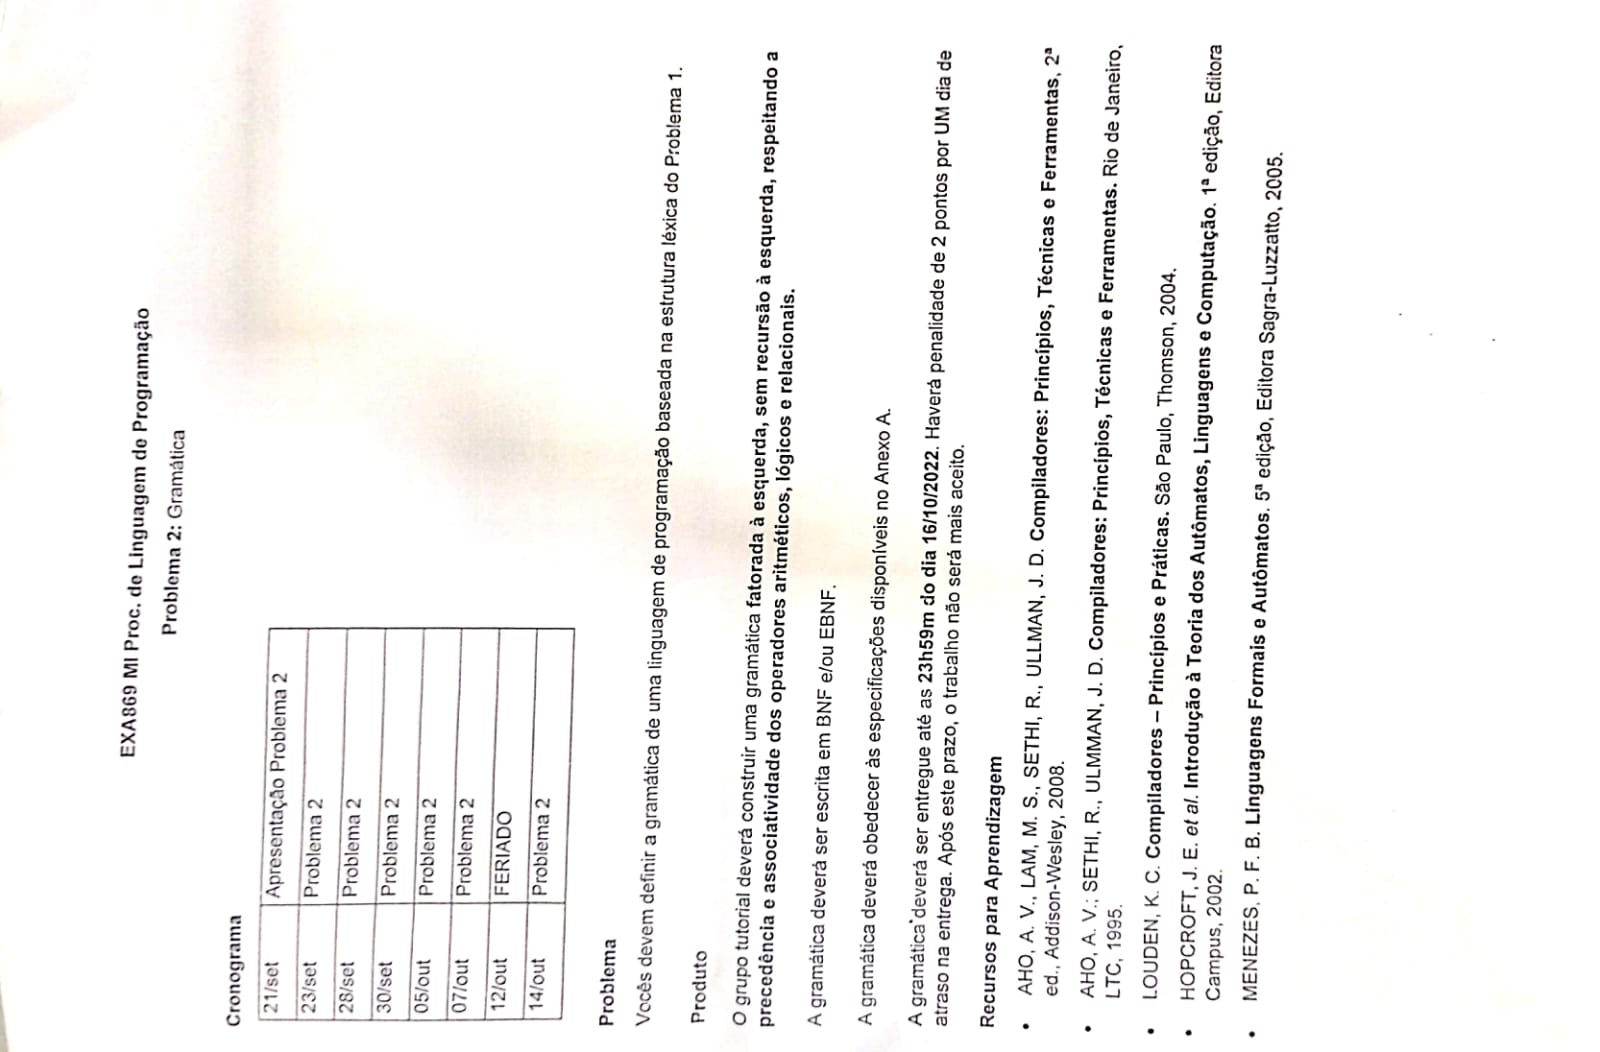 EXA869 MI Proc. de Linguagem de Programação
Problema 2: Gramática
Cronograma
21/set Apresentação Problema 2
23/set Problema 2
28/set Problema 2
30/set Problema 2
05/out Problema 2
07/out Problema 2
12/out FERIADO
14/out Problema 2
Problema
Vocês devem definir a gramática de uma linguagem de programação baseada na estrutura léxica do Problema 1.
Produto
O grupo tutorial deverá construir uma gramática fatorada à esquerda, sem recursão à esquerda, respeitando a
precedência e associatividade dos operadores aritméticos, lógicos e relacionais.
A gramática deverá ser escrita em BNF e/ou EBNF.
A gramática deverá obedecer às especificações disponíveis no Anexo A.
A gramática deverá ser entregue até as 23h59m do dia 16/10/2022. Haverá penalidade de 2 pontos por UM dia de
atraso na entrega. Após este prazo, o trabalho não será mais aceito.
Recursos para Aprendizagem
• AHO, A. V., LAM, M. S., SETHI, R., ULLMAN, J. D. Compiladores: Princípios, Técnicas e Ferramentas, 2ª
ed., Addison-Wesley, 2008.
• AHO, A. V.; SETHI, R., ULMMAN, J. D. Compiladores: Princípios, Técnicas e Ferramentas. Rio de Janeiro,
LTC, 1995.
• LOUDEN, K. C. Compiladores – Princípios e Práticas. São Paulo, Thomson, 2004.
• HOPCROFT, J. E. et al. Introdução à Teoria dos Autômatos, Linguagens e Computação. 1ª edição, Editora
Campus, 2002.
• MENEZES, P. F. B. Linguagens Formais e Autômatos. 5ª edição, Editora Sagra-Luzzatto, 2005.